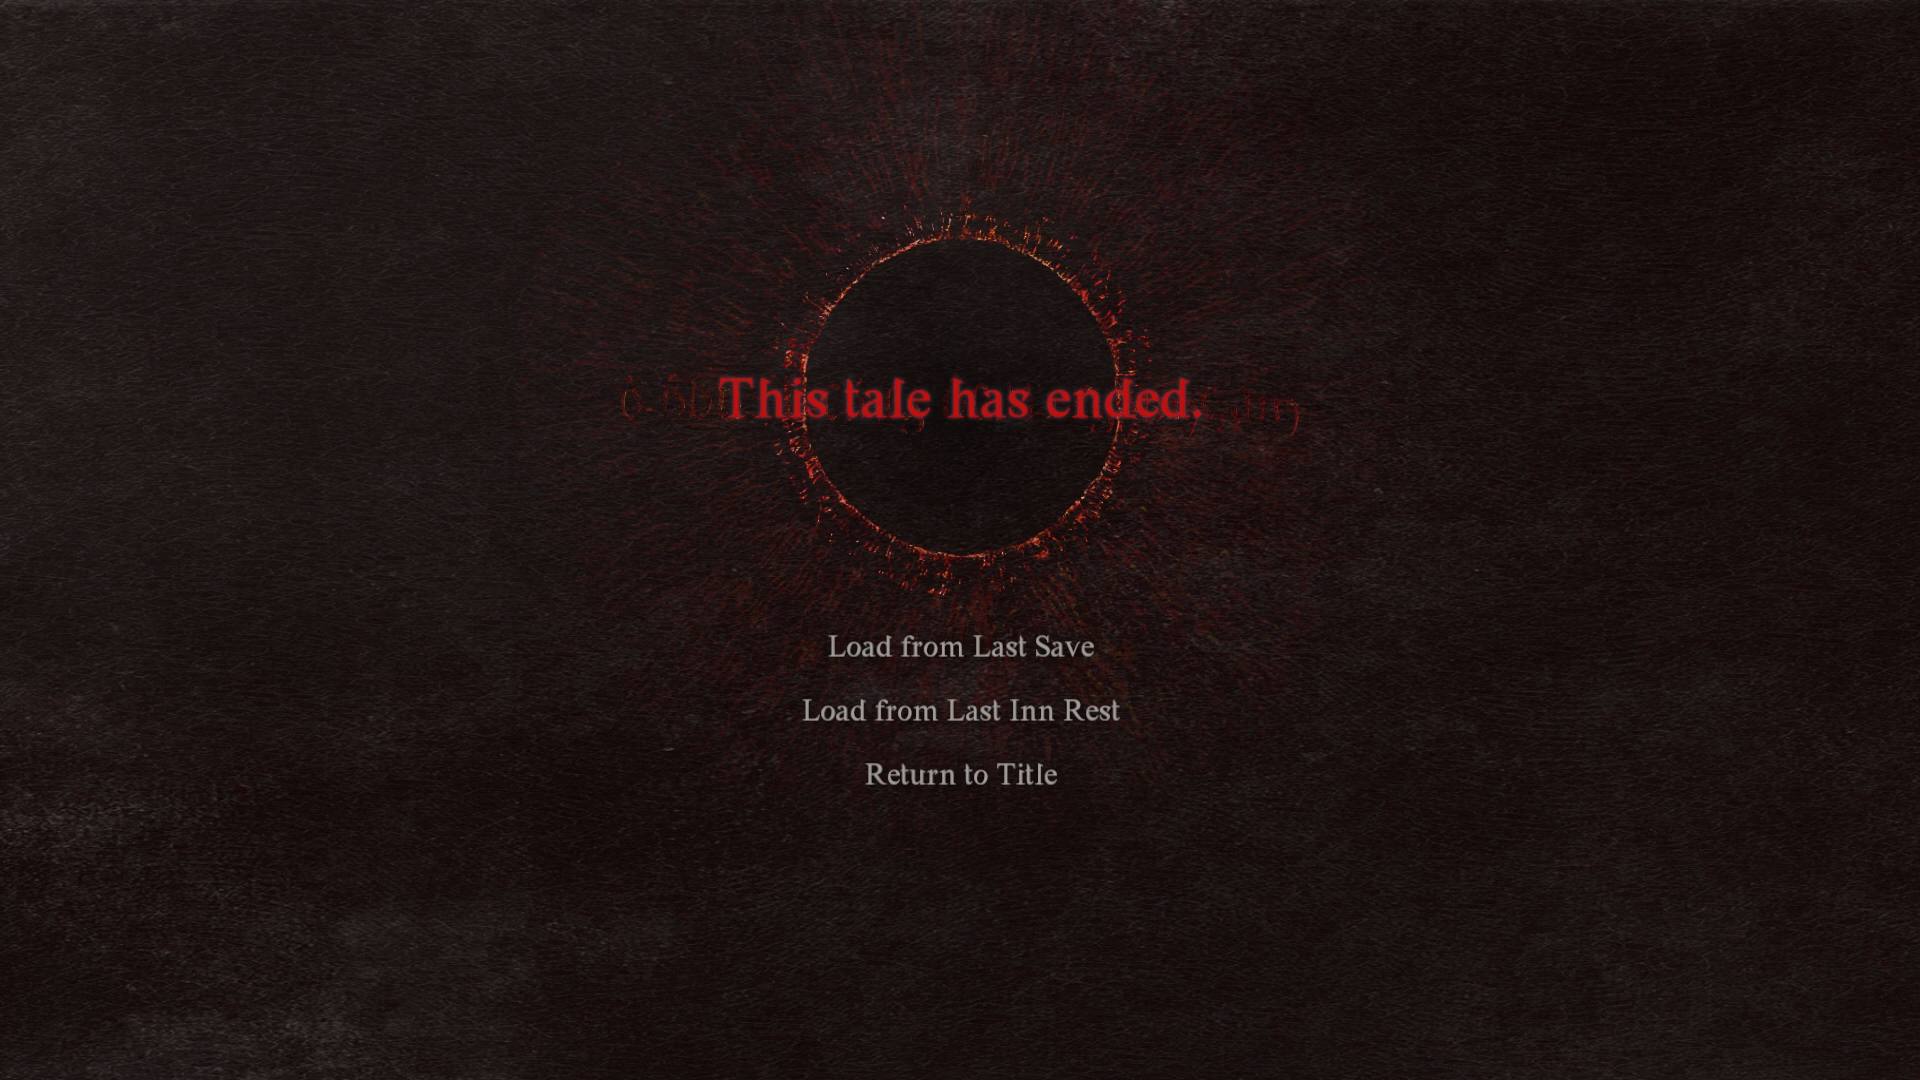 This tale has ended.
Load from Last Save
Load from Last Inn Rest
Return to Title